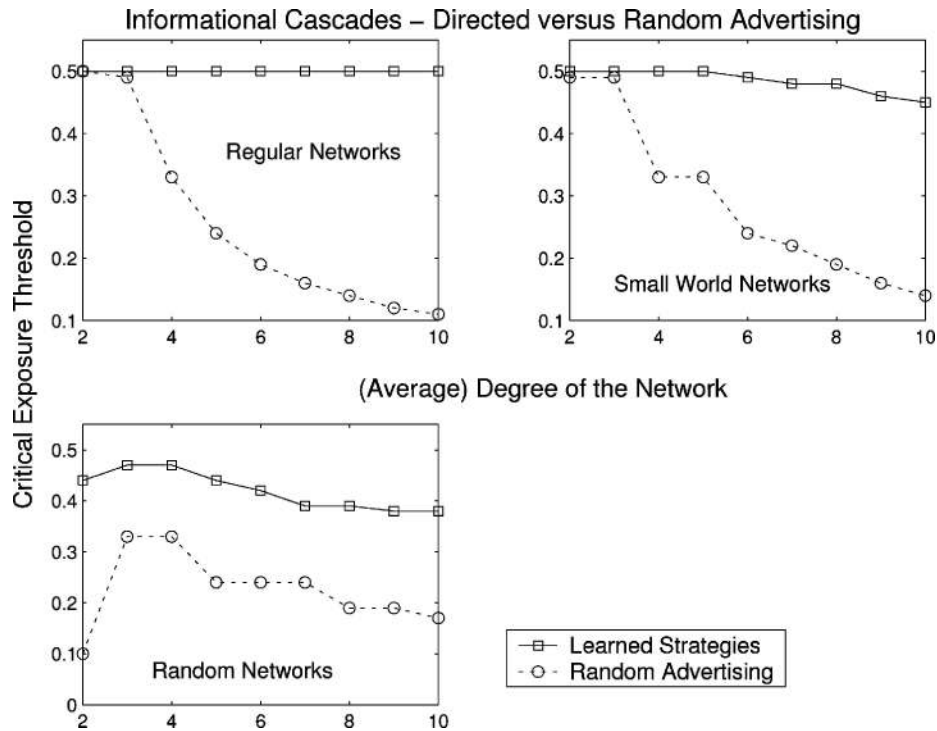 Informational Cascades – Directed versus Random Advertising
Critical Exposure Threshold
0.5
0.4
0.3
0.2
0.1
Regular Networks
2 4 6 8 10
0.5
0.4
0.3
0.2
0.1
Small World Networks
2 4 6 8 10
(Average) Degree of the Network
0.5
0.4
0.3
0.2
0.10
0
Random Networks
2 4 6 8 10
Learned Strategies
Random Advertising